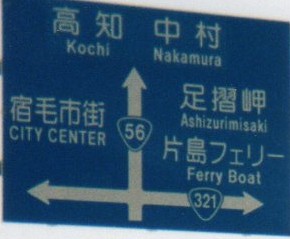 高知 中村
Kochi Nakamura
宿毛市街
CITY CENTER
56
足摺岬
Ashizurimisaki
片島フェリー
Ferry Boat
321